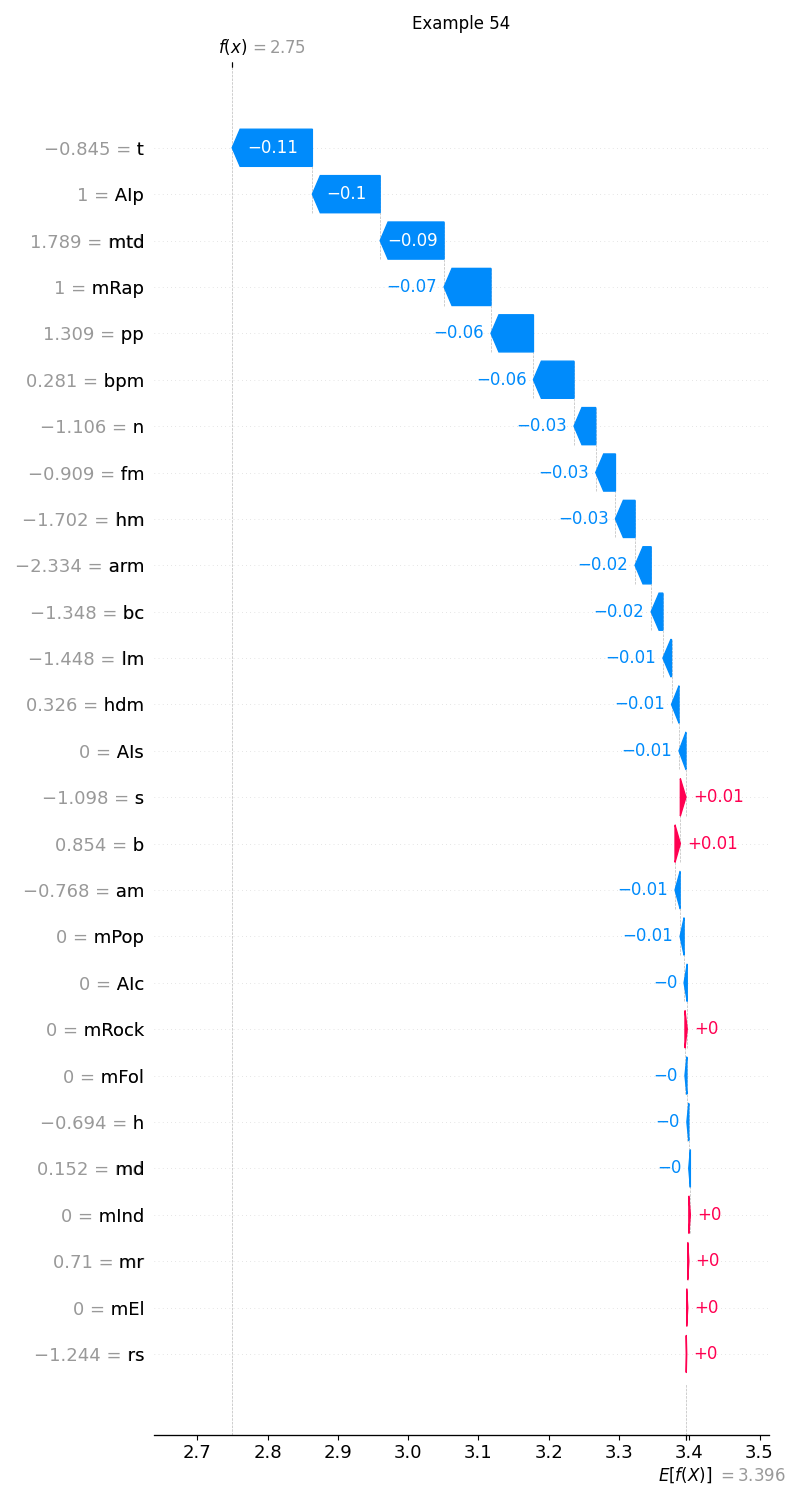 Example 54
f(x) = 2.75
−0.845 = t −0.11
1 = AIp −0.1
1.789 = mtd −0.09
1 = mRap −0.07
1.309 = pp −0.06
0.281 = bpm −0.06
−1.106 = n −0.03
−0.909 = fm −0.03
−1.702 = hm −0.03
−2.334 = arm −0.02
−1.348 = bc −0.02
−1.448 = lm −0.01
0.326 = hdm −0.01
0 = AIs −0.01
−1.098 = s +0.01
0.854 = b +0.01
−0.768 = am −0.01
0 = mPop −0.01
0 = AIc −0
0 = mRock +0
0 = mFol −0
−0.694 = h −0
0.152 = md −0
0 = mInd +0
0.71 = mr +0
0 = mEl +0
−1.244 = rs +0
2.7 2.8 2.9 3.0 3.1 3.2 3.3 3.4 3.5
E[f(X)] = 3.396